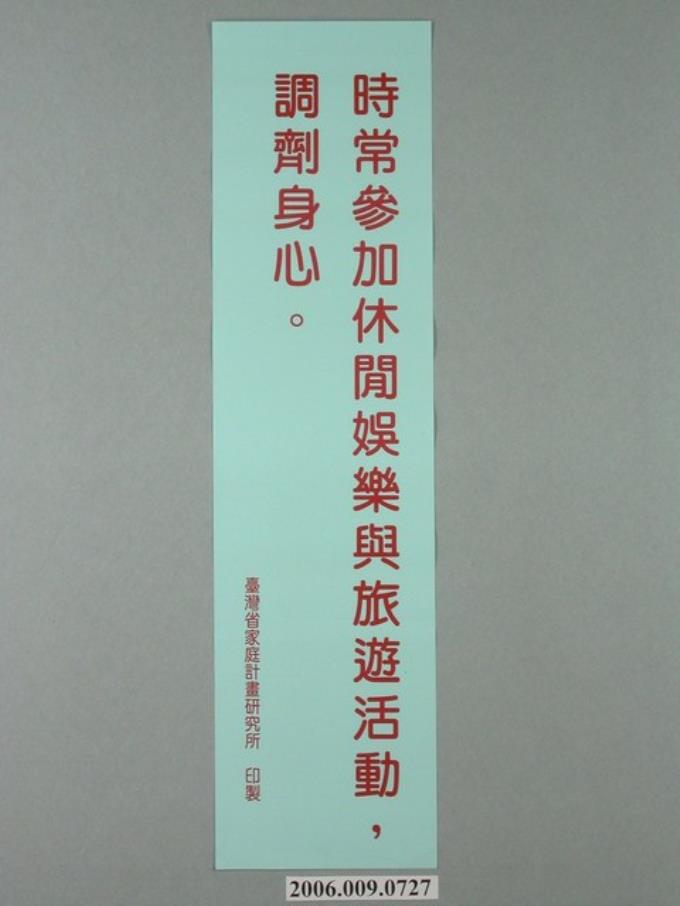 時常參加休閒娛樂與旅遊活動，
調劑身心。
臺灣省家庭計畫研究所 印製
2006.009.0727